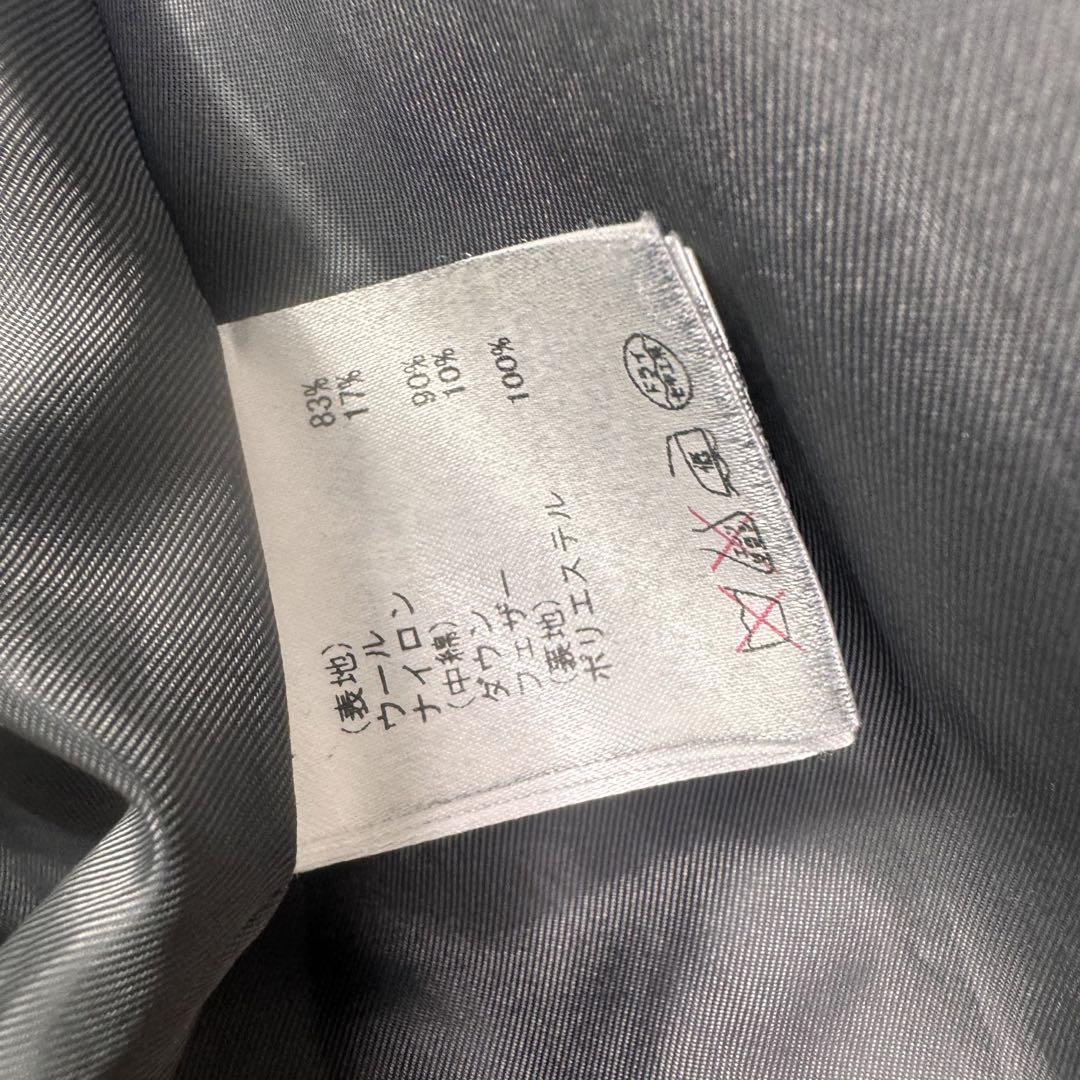 (表地)
ウール 83%
ナイロン 17%
(中綿)
ダウン 90%
フェザー 10%
(裏地)
ポリエステル 100%
低
ドライ